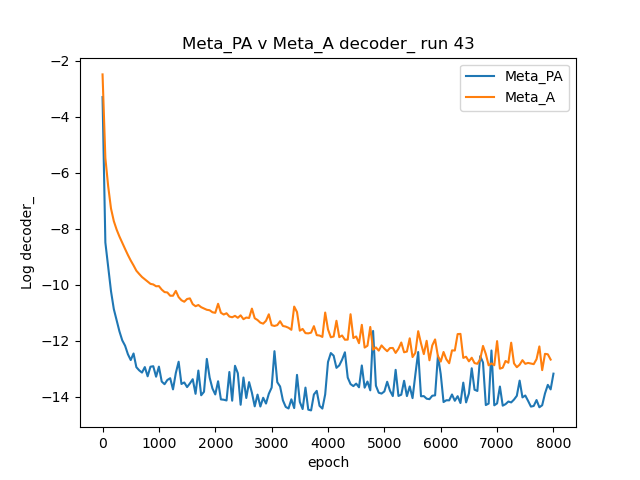 Meta_PA v Meta_A decoder_ run 43
Meta_PA
Meta_A
Log decoder_
−2
−4
−6
−8
−10
−12
−14
0 1000 2000 3000 4000 5000 6000 7000 8000
epoch